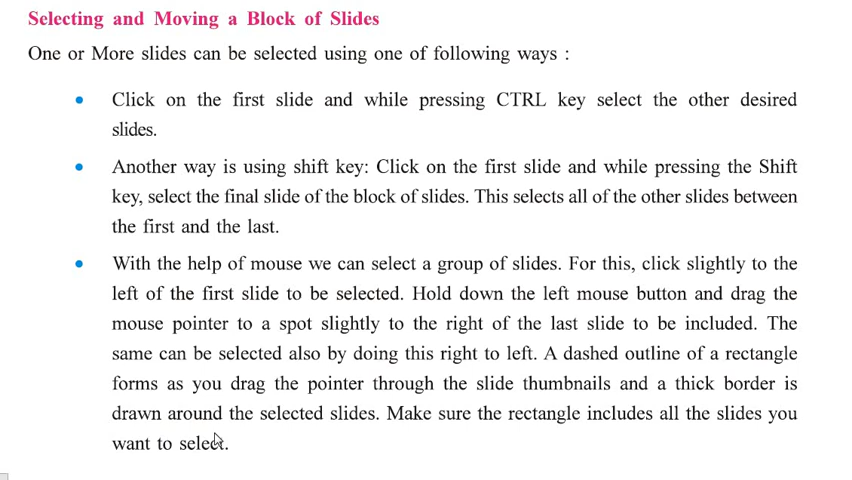 Selecting and Moving a Block of Slides
One or More slides can be selected using one of following ways :
• Click on the first slide and while pressing CTRL key select the other desired
slides.
• Another way is using shift key: Click on the first slide and while pressing the Shift
key, select the final slide of the block of slides. This selects all of the other slides between
the first and the last.
• With the help of mouse we can select a group of slides. For this, click slightly to the
left of the first slide to be selected. Hold down the left mouse button and drag the
mouse pointer to a spot slightly to the right of the last slide to be included. The
same can be selected also by doing this right to left. A dashed outline of a rectangle
forms as you drag the pointer through the slide thumbnails and a thick border is
drawn around the selected slides. Make sure the rectangle includes all the slides you
want to select.